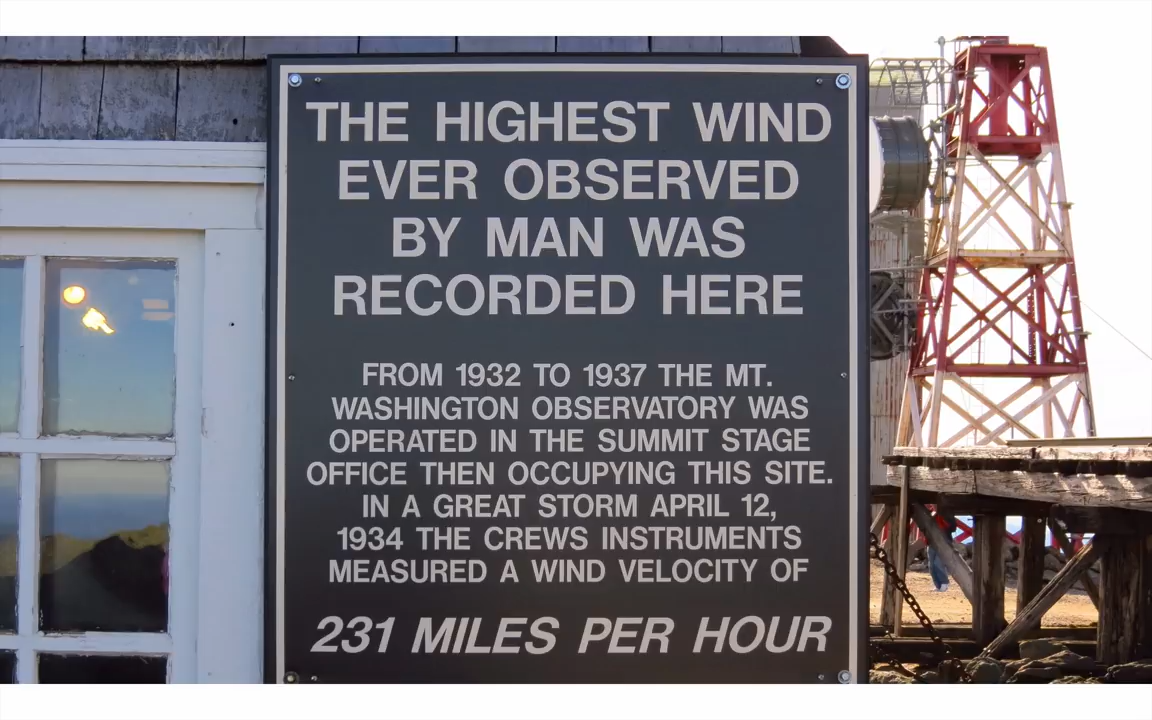 THE HIGHEST WIND
EVER OBSERVED
BY MAN WAS
RECORDED HERE
FROM 1932 TO 1937 THE MT.
WASHINGTON OBSERVATORY WAS
OPERATED IN THE SUMMIT STAGE
OFFICE THEN OCCUPYING THIS SITE.
IN A GREAT STORM APRIL 12,
1934 THE CREWS INSTRUMENTS
MEASURED A WIND VELOCITY OF
231 MILES PER HOUR